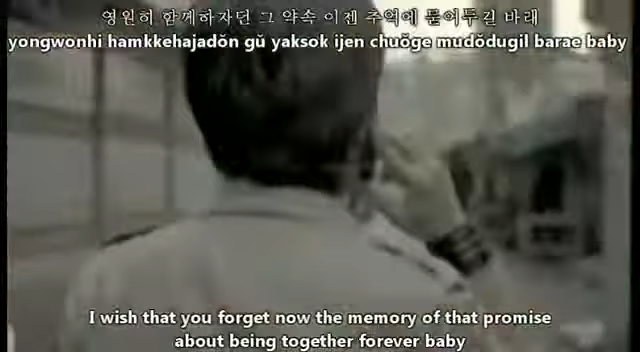 영원히 함께하자던 그 약속 이젠 추억에 묻어두길 바래
yongwonhi hamkkehajadŏn gŭ yaksok ijen chuŏge mudŏdugil barae baby
I wish that you forget now the memory of that promise
about being together forever baby